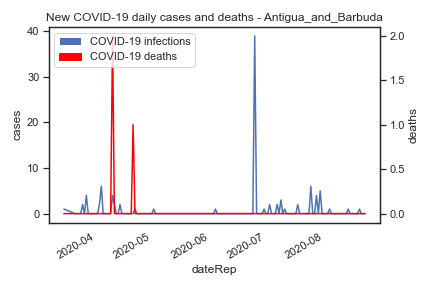 New COVID-19 daily cases and deaths - Antigua_and_Barbuda
COVID-19 infections
COVID-19 deaths
40
30
20
10
0
cases
2.0
1.5
1.0
0.5
0.0
deaths
2020-04
2020-05
2020-06
2020-07
2020-08
dateRep